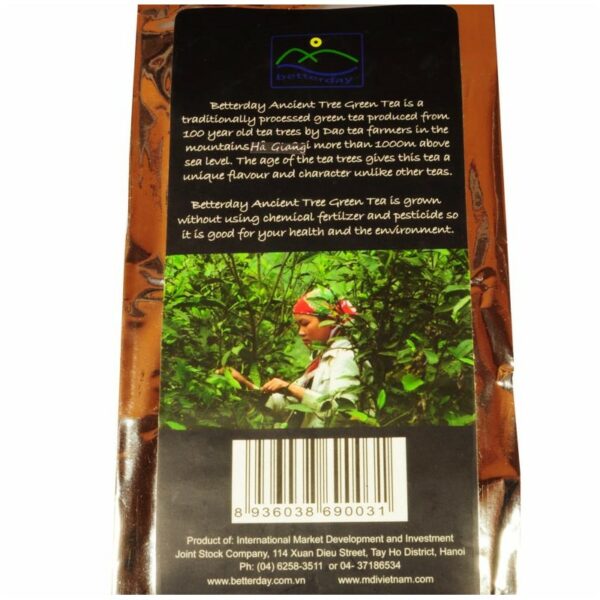 betterday
Betterday Ancient Tree Green Tea is a
traditionally processed green tea produced from
100 year old tea trees by Dao tea farmers in the
mountains Hà Giang i more than 1000m above
sea level. The age of the tea trees gives this tea a
unique flavour and character unlike other teas.
Betterday Ancient Tree Green Tea is grown
without using chemical fertilzer and pesticide so
it is good for your health and the environment.
8 936038 690031
Product of: International Market Development and Investment
Joint Stock Company, 114 Xuan Dieu Street, Tay Ho District, Hanoi
Ph: (04) 6258-3511 or 04- 37186534
www.betterday.com.vn www.mdivietnam.com